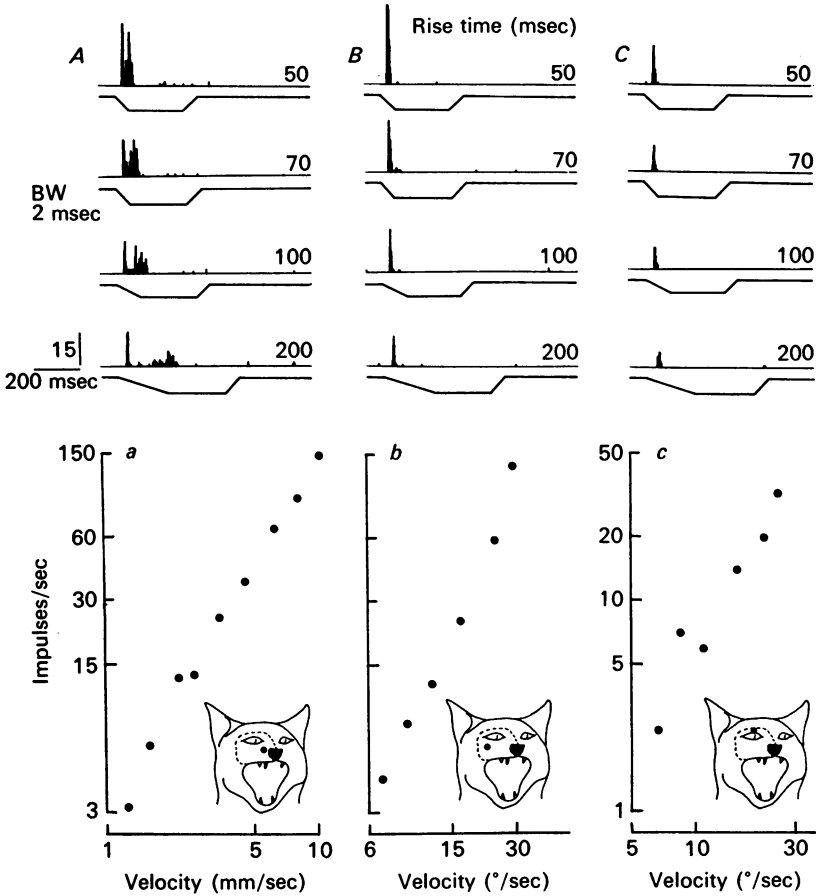 Rise time (msec)
A B C
50 50 50
70 70 70
BW
2 msec
100 100 100
15
200 msec
200 200 200
Impulses/sec
150 a
60
30
15
3
1 5 10
Velocity (mm/sec)
b
6 15 30
Velocity (°/sec)
50 c
20
10
5
1
5 10 30
Velocity (°/sec)